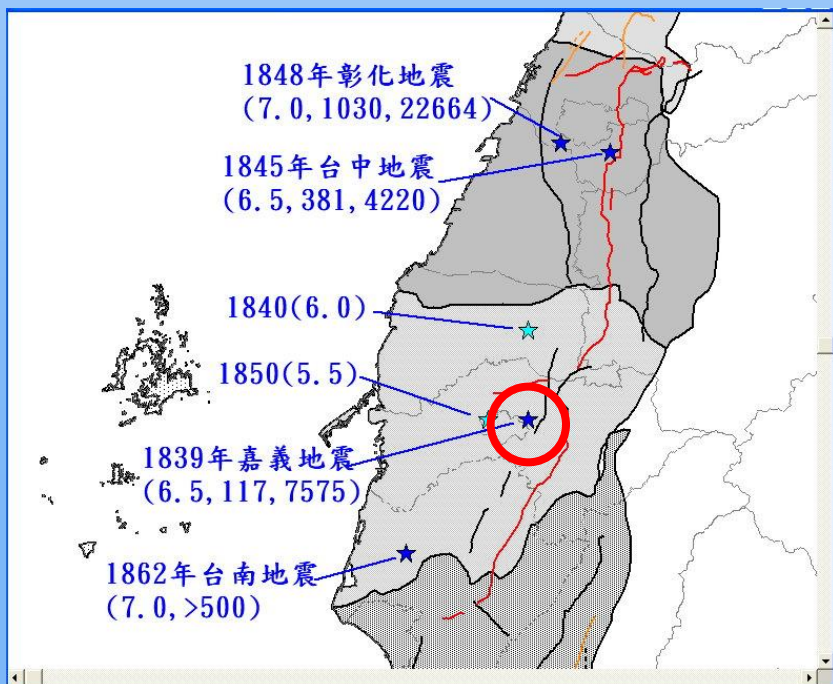 1848年彰化地震
(7.0,1030,22664)
1845年台中地震
(6.5,381,4220)
1840(6.0)
1850(5.5)
1839年嘉義地震
(6.5,117,7575)
1862年台南地震
(7.0,>500)